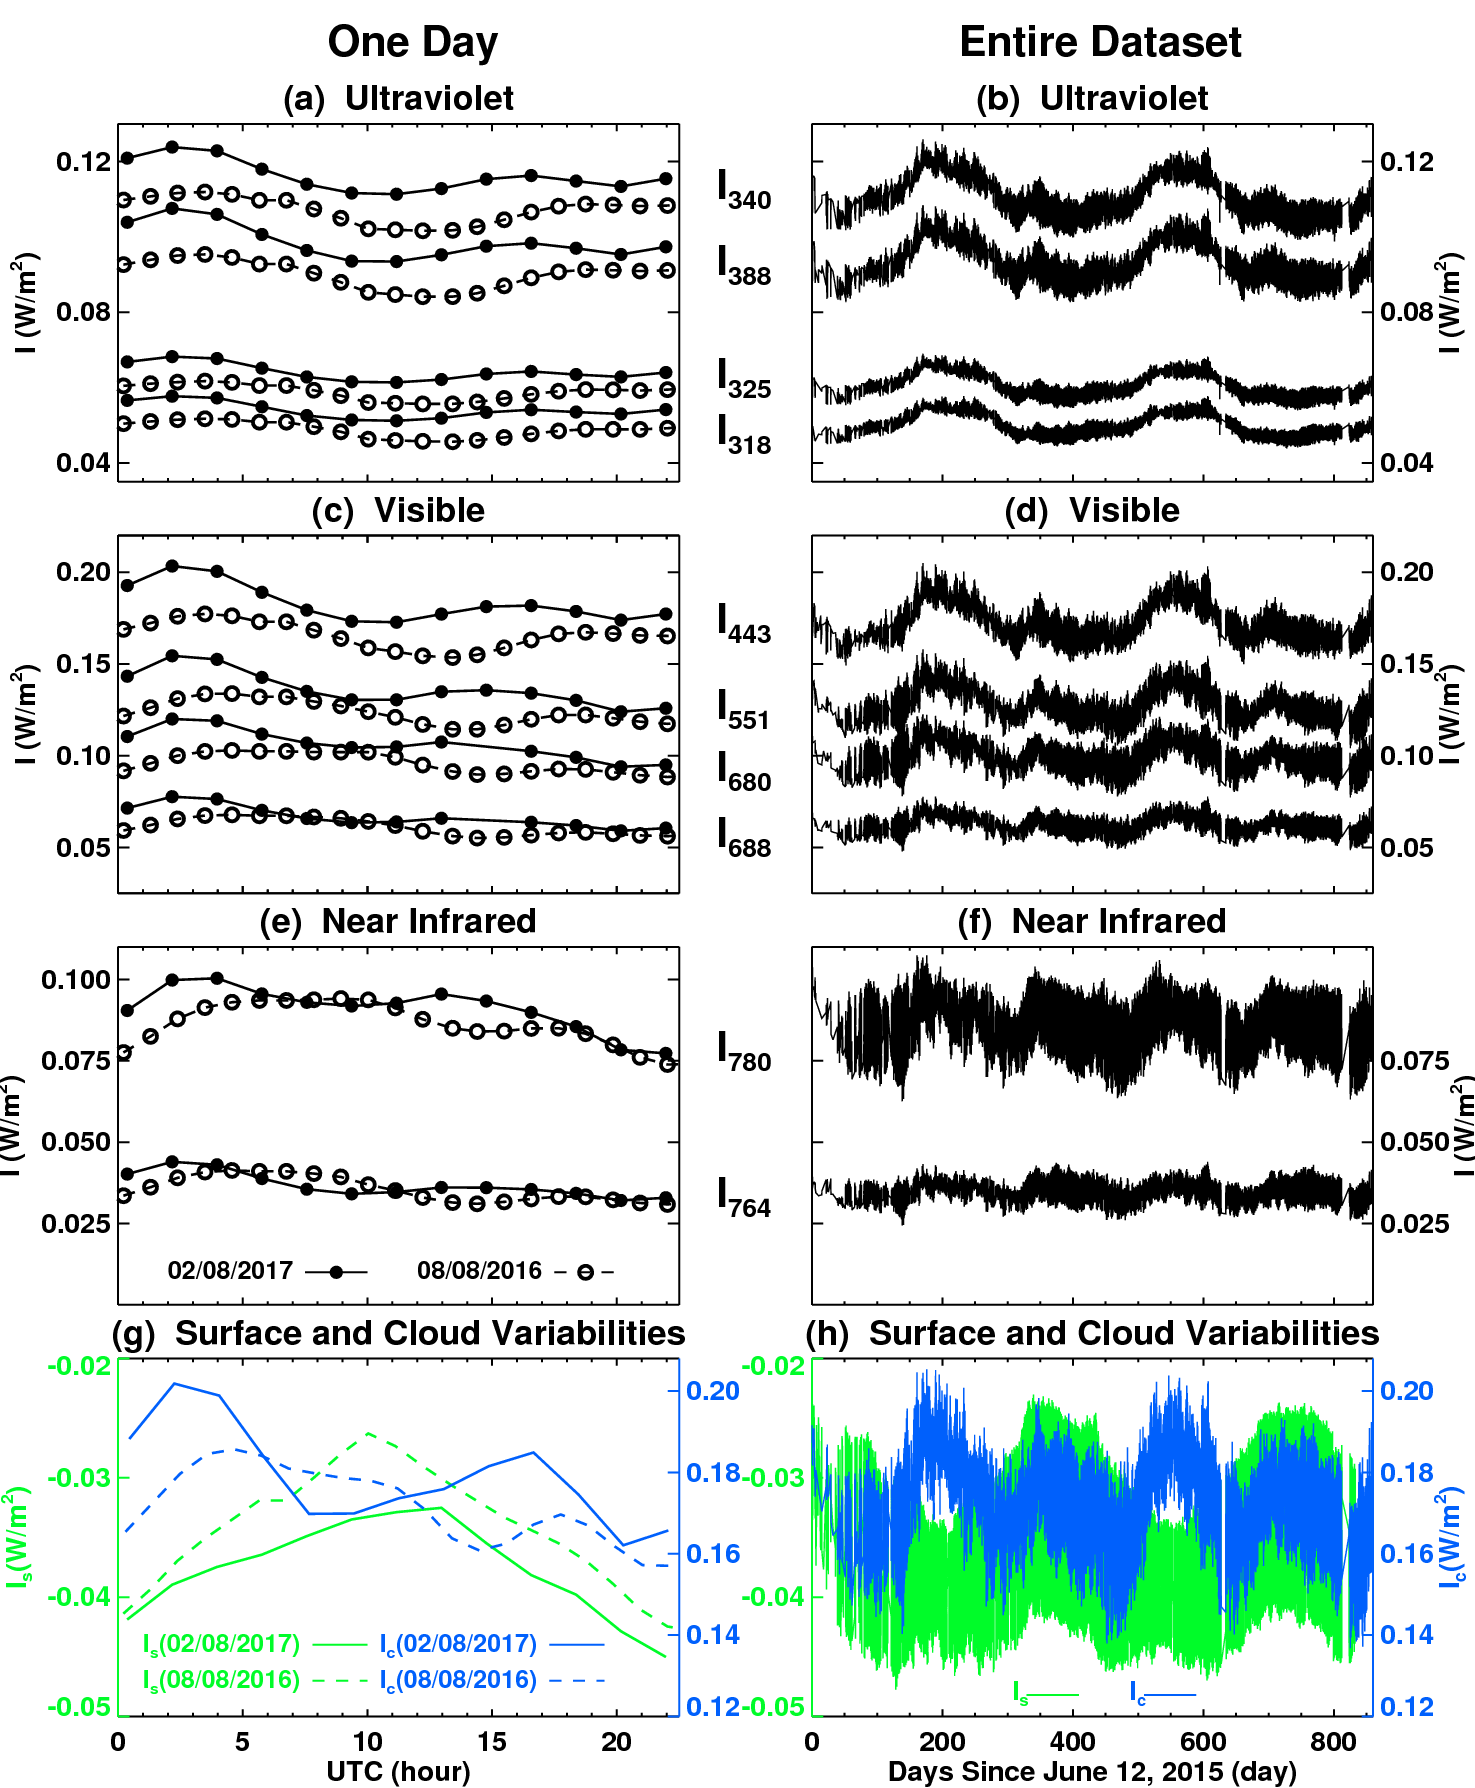 One Day
Entire Dataset
(a) Ultraviolet
(b) Ultraviolet
0.12
0.08
0.04
I (W/m²)
I₃₄₀
I₃₈₈
I₃₂₅
I₃₁₈
0.12
0.08
0.04
I (W/m²)
(c) Visible
(d) Visible
0.20
0.15
0.10
0.05
I (W/m²)
I₄₄₃
I₅₅₁
I₆₈₀
I₆₈₈
0.20
0.15
0.10
0.05
I (W/m²)
(e) Near Infrared
(f) Near Infrared
0.100
0.075
0.050
0.025
I (W/m²)
02/08/2017
08/08/2016
I₇₈₀
I₇₆₄
0.075
0.050
0.025
I (W/m²)
(g) Surface and Cloud Variabilities
(h) Surface and Cloud Variabilities
-0.02
-0.03
-0.04
-0.05
Iₛ(W/m²)
Iₛ(02/08/2017)
I꜀(02/08/2017)
Iₛ(08/08/2016)
I꜀(08/08/2016)
0.20
0.18
0.16
0.14
0.12
-0.02
-0.03
-0.04
-0.05
Iₛ
I꜀
0.20
0.18
0.16
0.14
0.12
I꜀(W/m²)
0 5 10 15 20
UTC (hour)
0 200 400 600 800
Days Since June 12, 2015 (day)